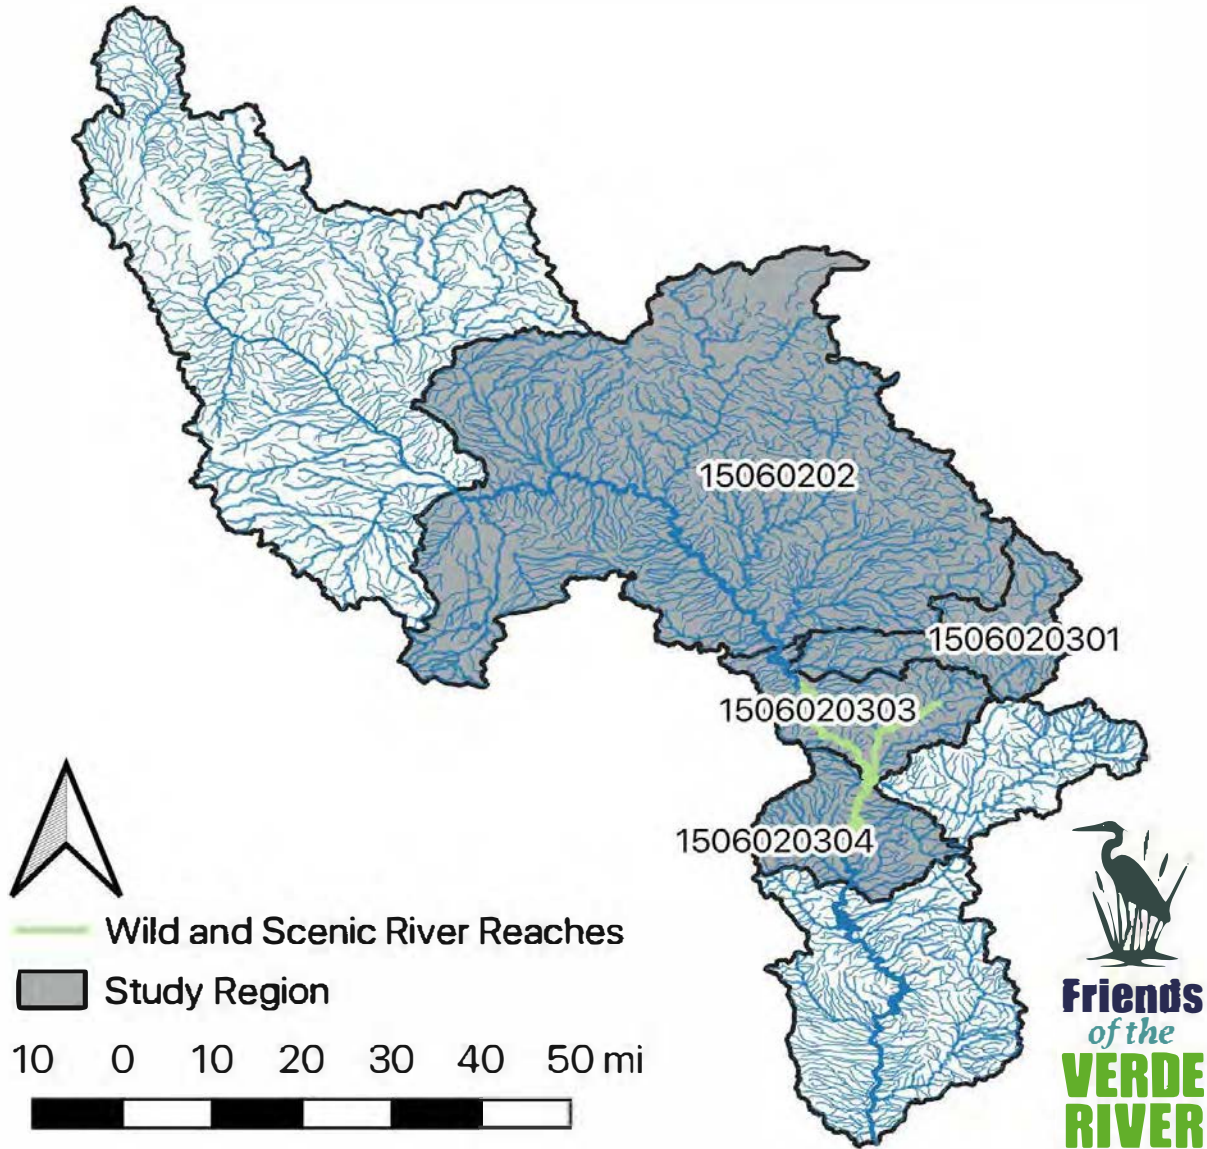 15060202
1506020301
1506020303
1506020304
Wild and Scenic River Reaches
Study Region
10 0 10 20 30 40 50 mi
Friends
of the
VERDE
RIVER